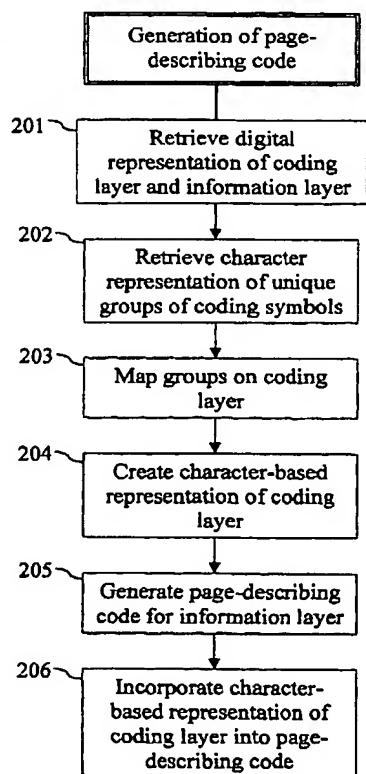 Generation of page-
describing code
201
Retrieve digital
representation of coding
layer and information layer
202
Retrieve character
representation of unique
groups of coding symbols
203
Map groups on coding
layer
204
Create character-based
representation of coding
layer
205
Generate page-describing
code for information layer
206
Incorporate character-
based representation of
coding layer into page-
describing code